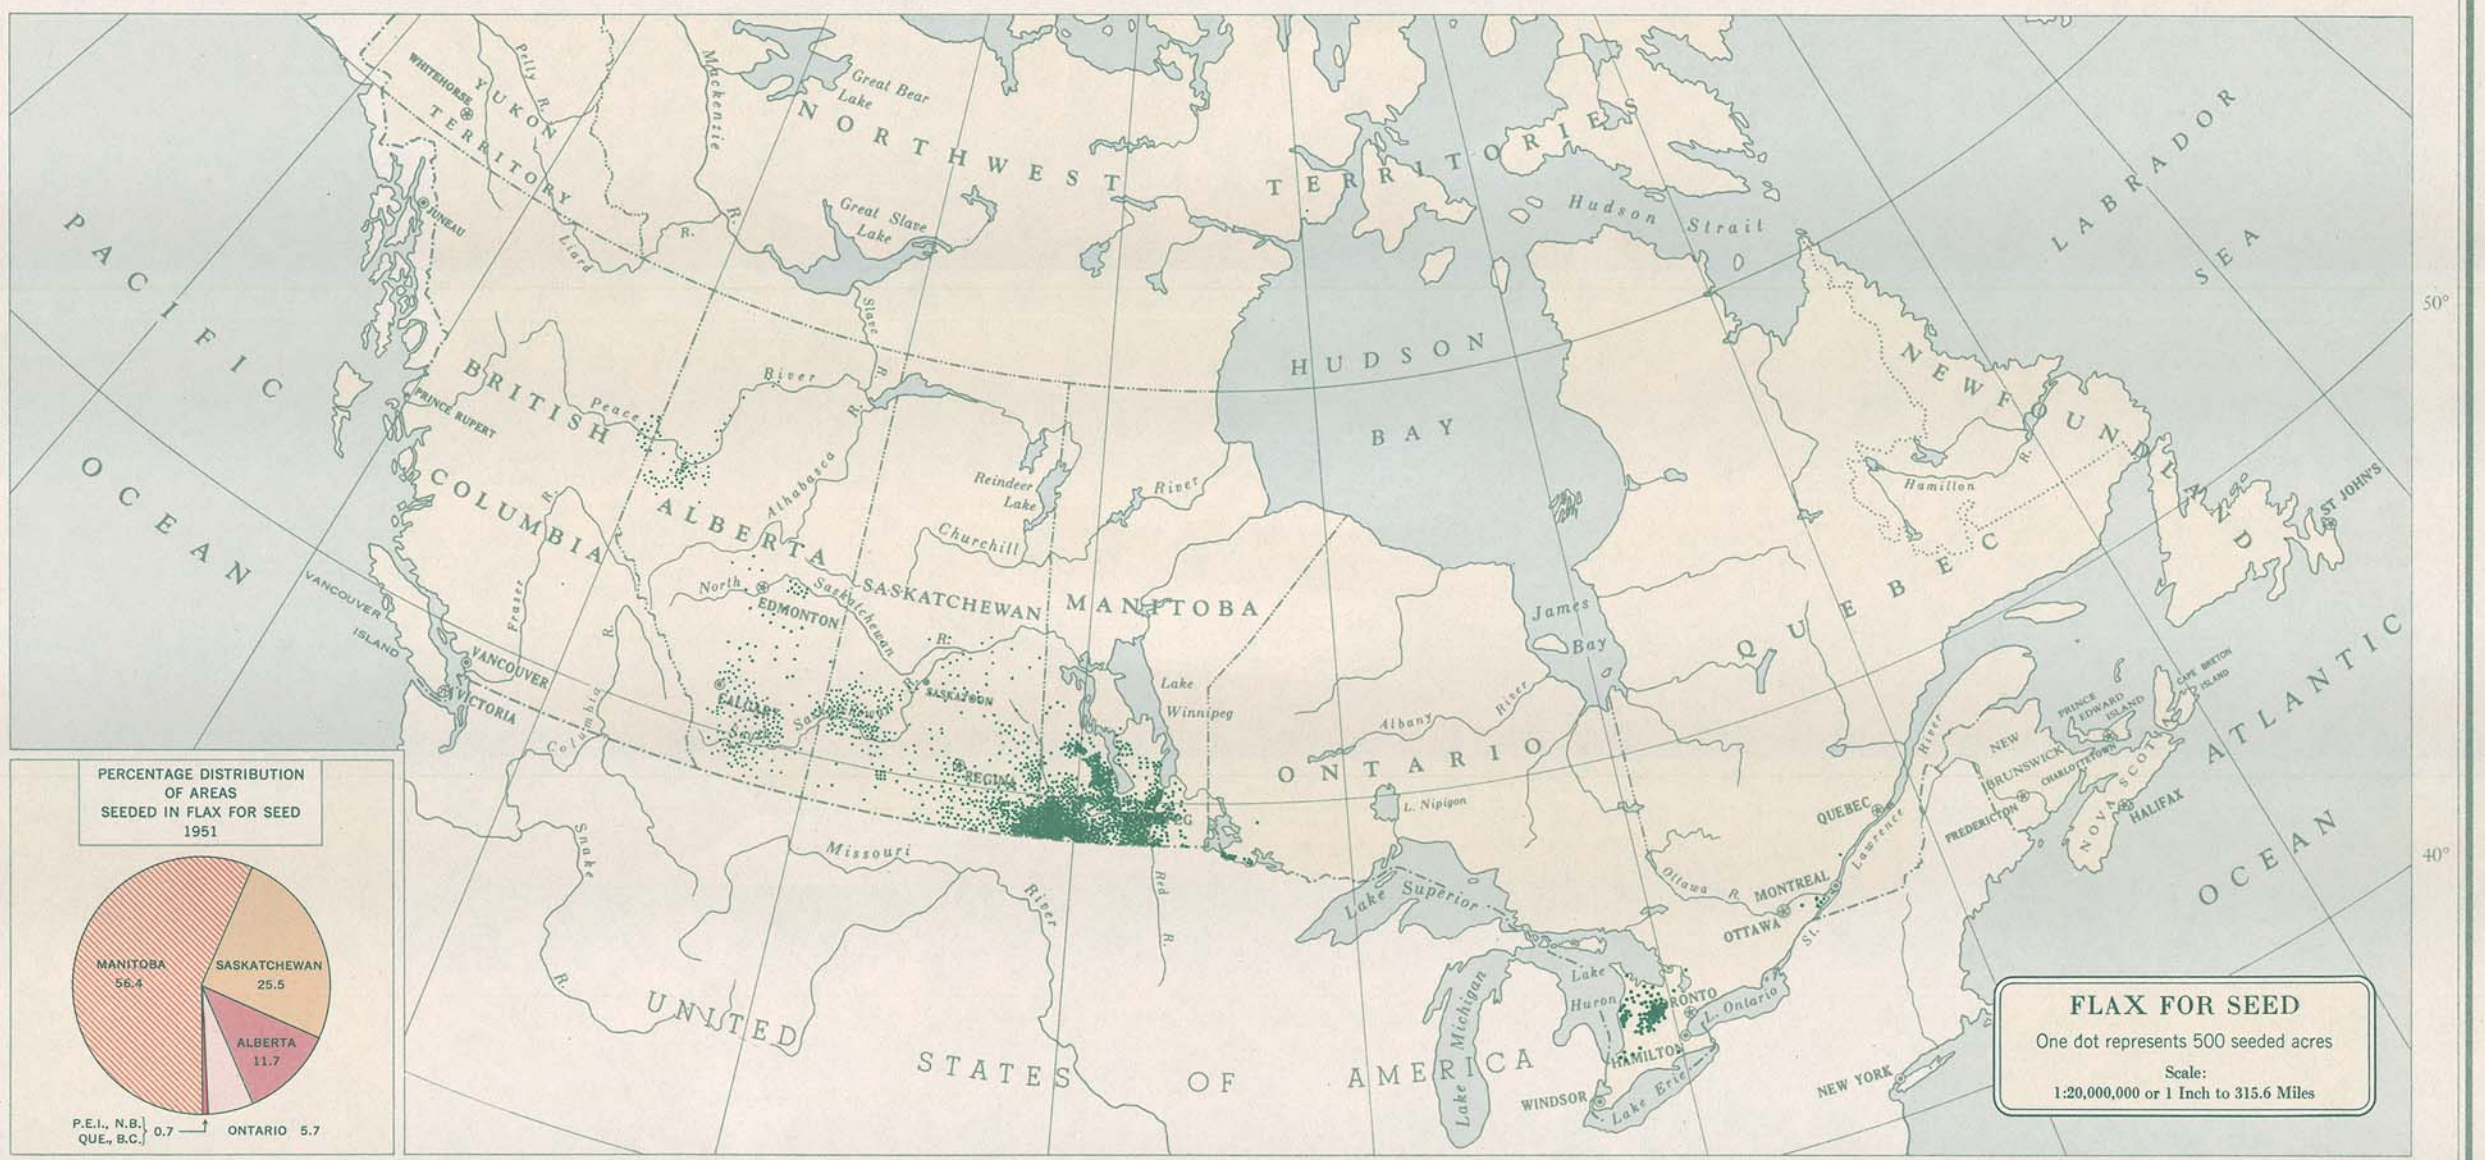 WHITEHORSE
YUKON
TERRITORY
Pelly R.
Mackenzie
R.
Great Bear
Lake
NORTHWEST TERRITORIES
Great Slave
Lake
Liard
R.
JUNEAU
Slave
R.
Hudson Strait
LABRADOR
SEA
PACIFIC
OCEAN
50°
HUDSON
BAY
BRITISH
COLUMBIA
PRINCE RUPERT
Peace
River
R.
Athabasca
ALBERTA
Reindeer
Lake
River
Churchill
NEWFOUNDLAND
Hamilton
R.
ST JOHN'S
Fraser
R.
VANCOUVER
ISLAND
VANCOUVER
VICTORIA
Columbia
R.
North
Saskatchewan
R.
EDMONTON
SASKATCHEWAN
MANITOBA
CALGARY
South
Saskatchewan
R.
SASKATOON
REGINA
Lake
Winnipeg
James
Bay
QUEBEC
Albany
River
ONTARIO
L. Nipigon
PRINCE
EDWARD
ISLAND
CAPE BRETON
ISLAND
NEW
BRUNSWICK
CHARLOTTETOWN
FREDERICTON
NOVA SCOTIA
HALIFAX
ATLANTIC
OCEAN
40°
QUEBEC
St. Lawrence River
Ottawa R.
MONTREAL
OTTAWA
Snake
R.
Missouri
River
Red
R.
Lake Superior
Lake Michigan
Lake
Huron
RONTO
L. Ontario
HAMILTON
WINDSOR
Lake Erie
NEW YORK
UNITED STATES OF AMERICA
PERCENTAGE DISTRIBUTION
OF AREAS
SEEDED IN FLAX FOR SEED
1951
MANITOBA
56.4
SASKATCHEWAN
25.5
ALBERTA
11.7
P.E.I., N.B.
QUE., B.C.
0.7
ONTARIO 5.7
FLAX FOR SEED
One dot represents 500 seeded acres
Scale:
1:20,000,000 or 1 Inch to 315.6 Miles